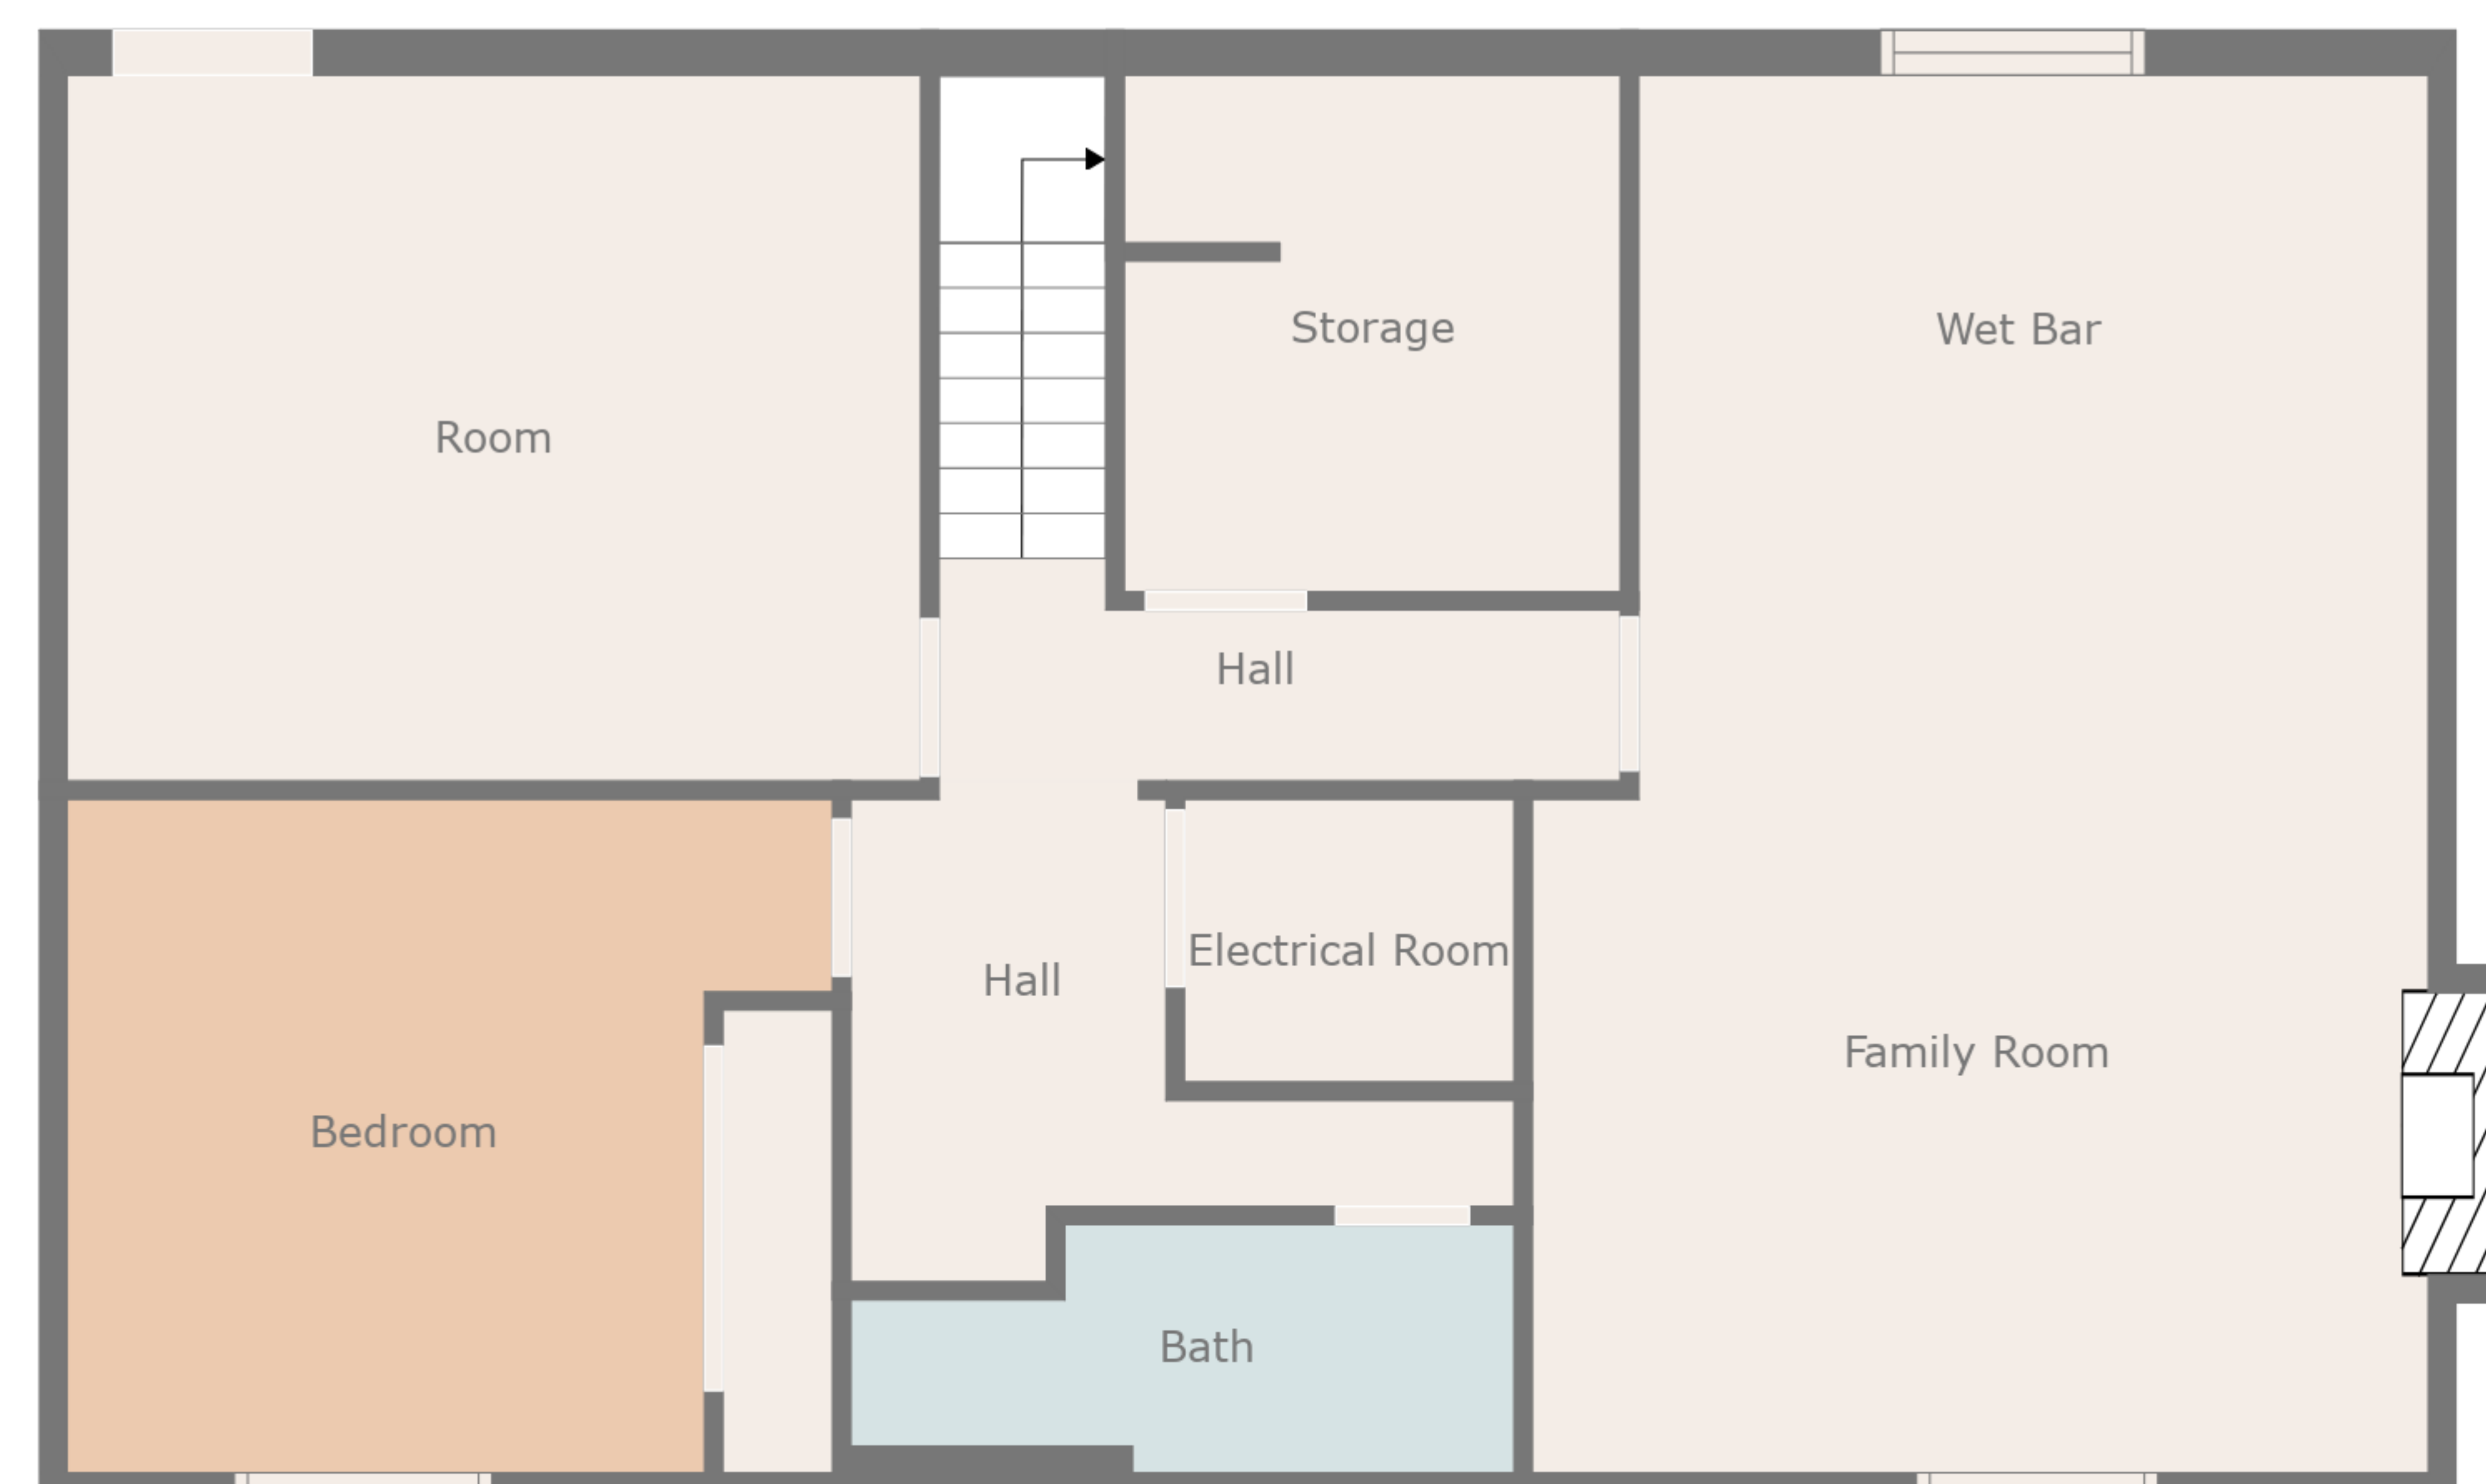 Storage
Wet Bar
Room
Hall
Electrical Room
Hall
Family Room
Bedroom
Bath